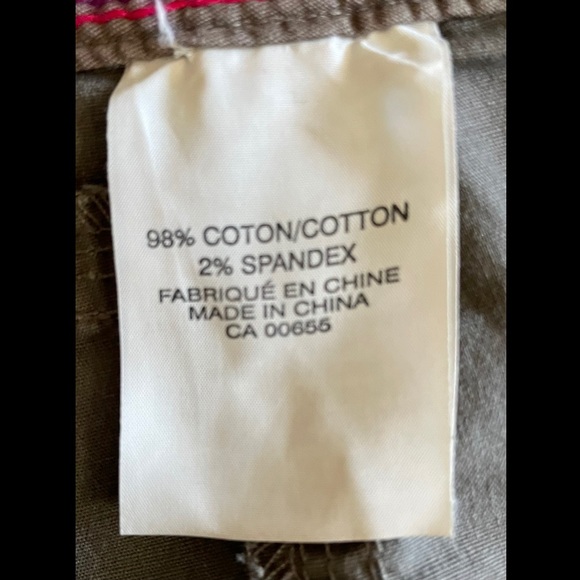 98% COTON/COTTON
2% SPANDEX
FABRIQUÉ EN CHINE
MADE IN CHINA
CA 00655